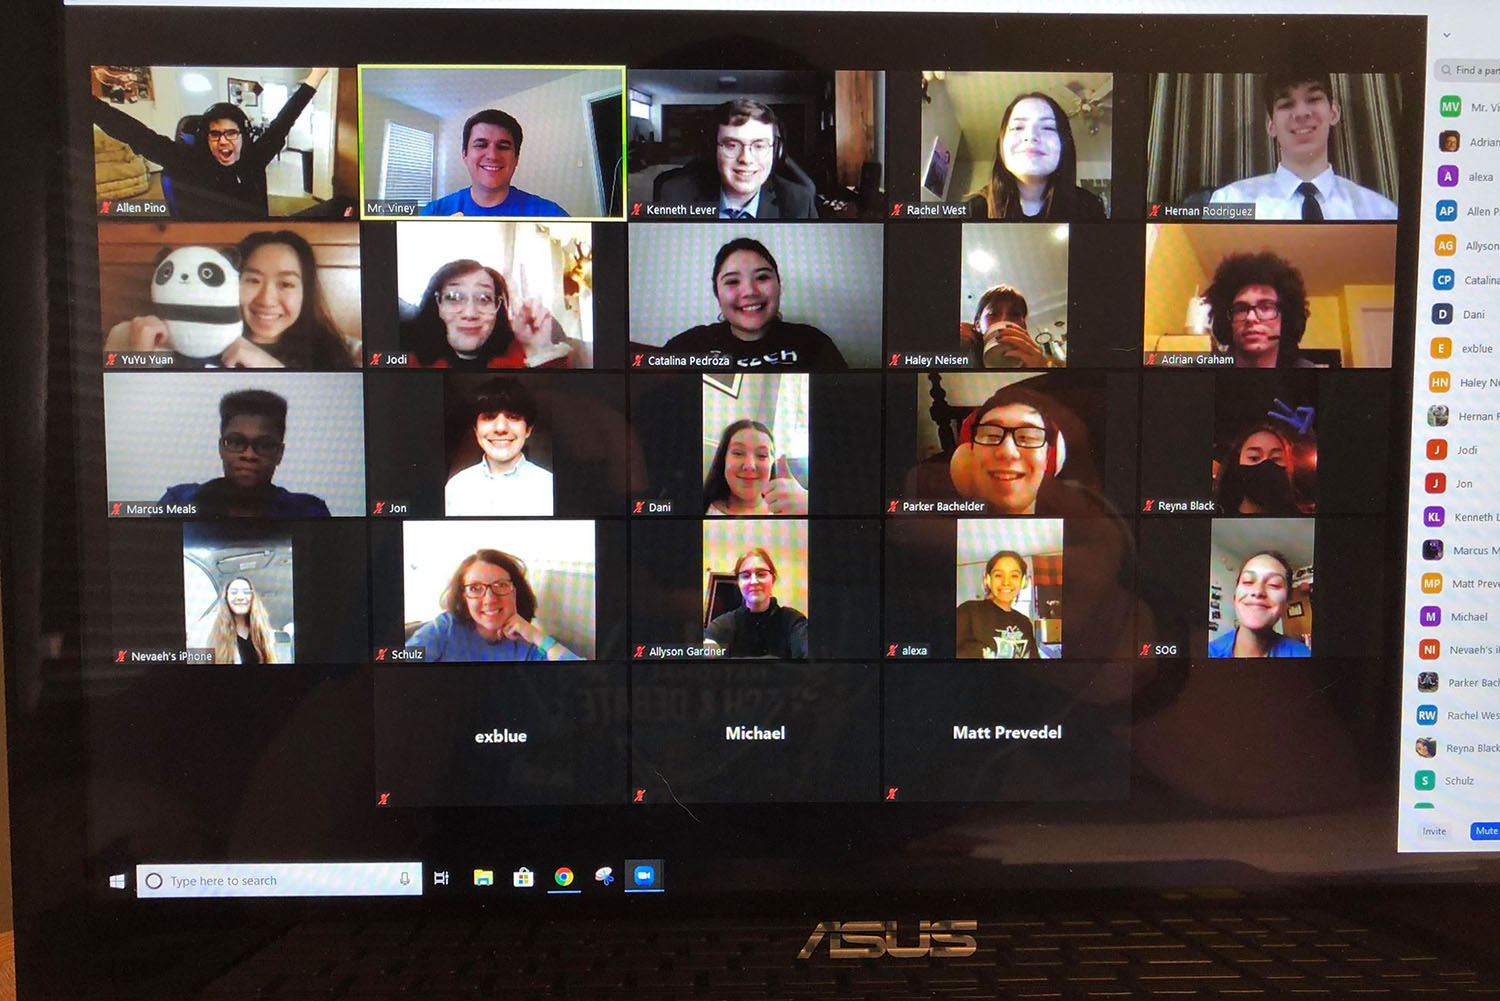 Find a par
Allen Pino
Mr. Viney
Kenneth Lever
Rachel West
Hernan Rodriguez
YuYu Yuan
Jodi
Catalina Pedroza
Haley Neisen
Adrian Graham
Marcus Meals
Jon
Dani
Parker Bachelder
Reyna Black
Nevaeh's iPhone
Schulz
Allyson Gardner
alexa
SOG
exblue
Michael
Matt Prevedel
MV Mr. Vi
Adrian
A alexa
AP Allen P
AG Allyson
CP Catalina
D Dani
E exblue
HN Haley N
Hernan R
J Jodi
J Jon
KL Kenneth L
Marcus M
MP Matt Preve
M Michael
NI Nevaeh's i
Parker Bach
RW Rachel Wes
Reyna Black
S Schulz
Invite Mute
Type here to search
ASUS